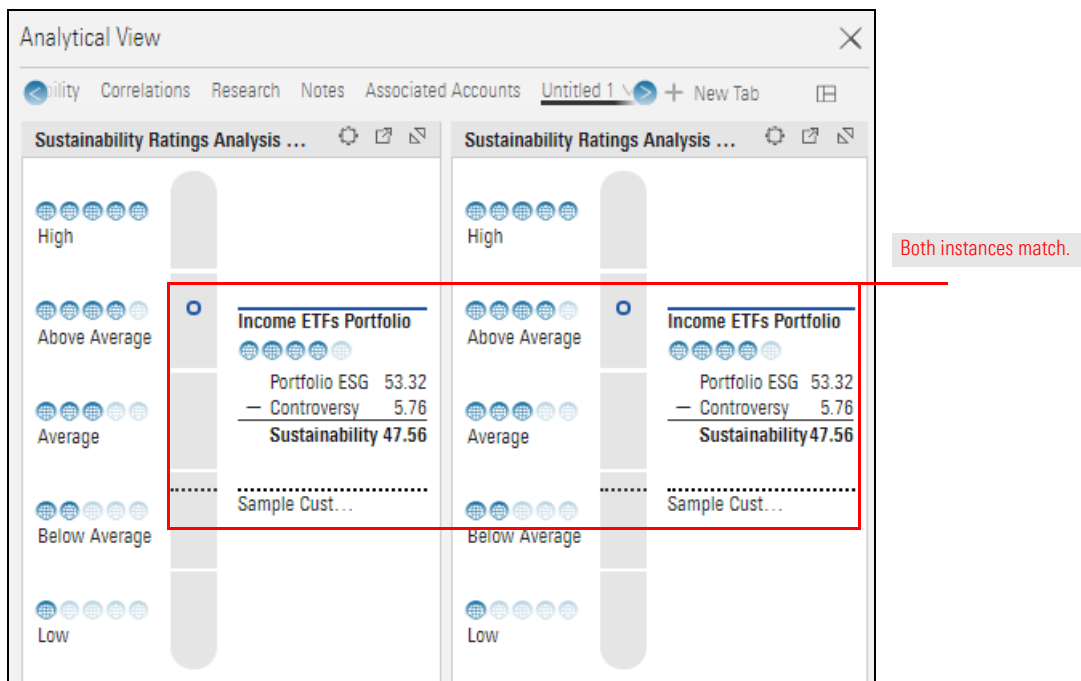 Analytical View
ility Correlations Research Notes Associated Accounts Untitled 1 New Tab
Sustainability Ratings Analysis ...
High
Above Average
Income ETFs Portfolio
Portfolio ESG 53.32
— Controversy 5.76
Sustainability 47.56
Average
Sample Cust...
Below Average
Low
Sustainability Ratings Analysis ...
High
Above Average
Income ETFs Portfolio
Portfolio ESG 53.32
— Controversy 5.76
Sustainability 47.56
Average
Sample Cust...
Below Average
Low
Both instances match.